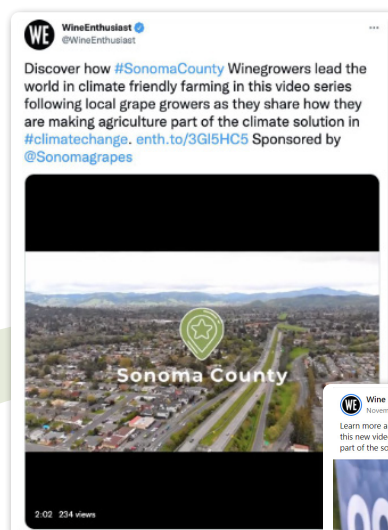 WE
WineEnthusiast
@WineEnthusiast
Discover how #SonomaCounty Winegrowers lead the
world in climate friendly farming in this video series
following local grape growers as they share how they
are making agriculture part of the climate solution in
#climatechange. enth.to/3GI5HC5 Sponsored by
@Sonomagrapes
Sonoma County
2:02 234 views
WE
Wine
Novem
Learn more a
this new vide
part of the so